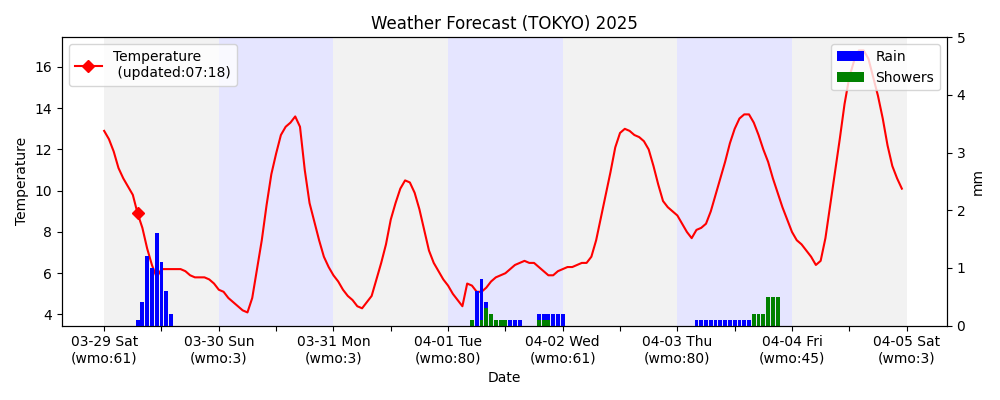 Weather Forecast (TOKYO) 2025
Temperature
(updated:07:18)
Rain
Showers
Temperature
16
14
12
10
8
6
4
5
4
3
2
1
0
mm
03-29 Sat
(wmo:61)
03-30 Sun
(wmo:3)
03-31 Mon
(wmo:3)
04-01 Tue
(wmo:80)
04-02 Wed
(wmo:61)
04-03 Thu
(wmo:80)
04-04 Fri
(wmo:45)
04-05 Sat
(wmo:3)
Date